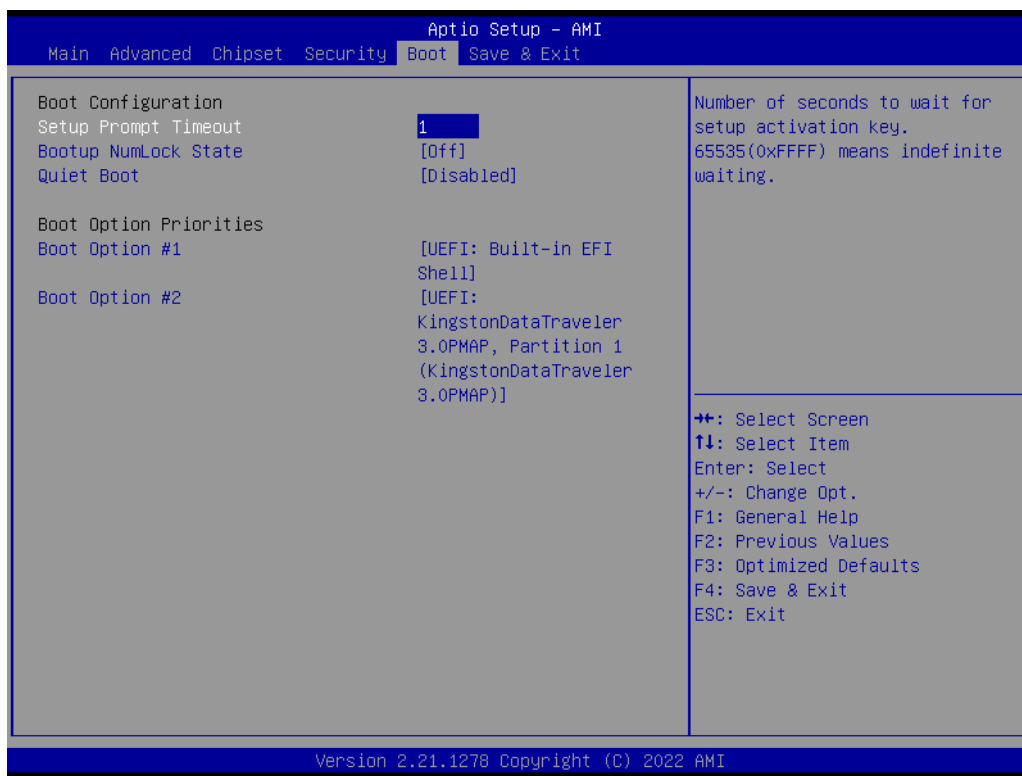 Aptio Setup – AMI
Main Advanced Chipset Security Boot Save & Exit
Boot Configuration
Setup Prompt Timeout 1
Bootup NumLock State [Off]
Quiet Boot [Disabled]
Boot Option Priorities
Boot Option #1 [UEFI: Built-in EFI
Shell]
Boot Option #2 [UEFI:
KingstonDataTraveler
3.0PMAP, Partition 1
(KingstonDataTraveler
3.0PMAP)]
Number of seconds to wait for
setup activation key.
65535(0xFFFF) means indefinite
waiting.
→←: Select Screen
↑↓: Select Item
Enter: Select
+/-: Change Opt.
F1: General Help
F2: Previous Values
F3: Optimized Defaults
F4: Save & Exit
ESC: Exit
Version 2.21.1278 Copyright (C) 2022 AMI